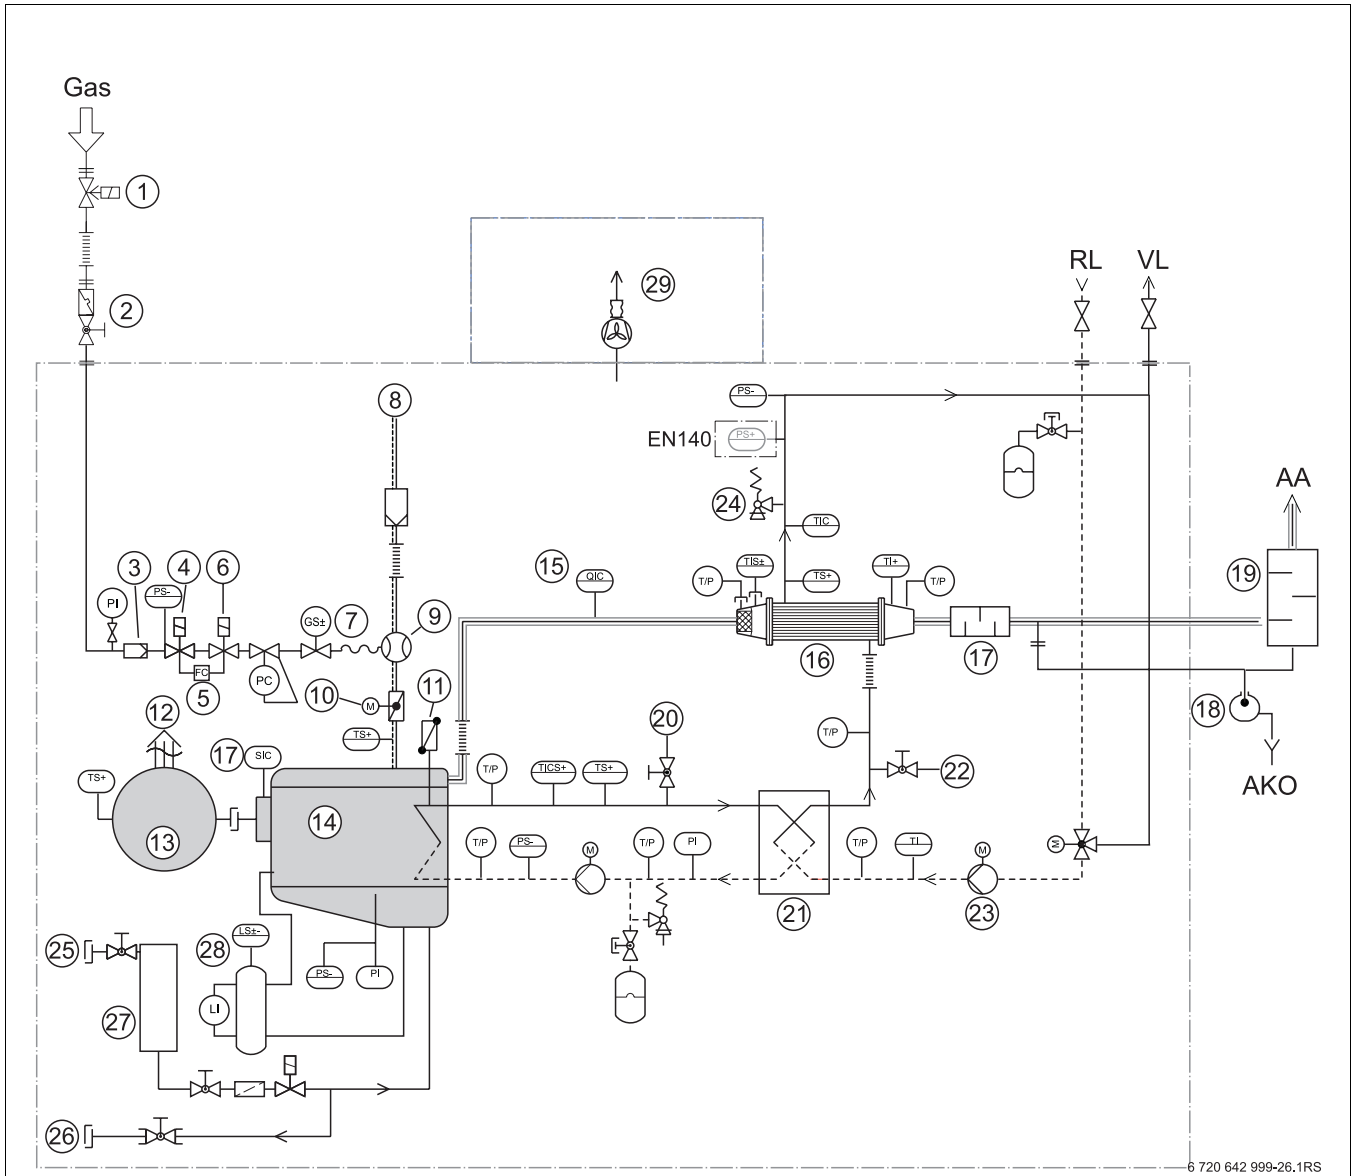 Gas
1
2
29
RL
VL
8
PS-
EN140
PS+
24
TIC
AA
3
4
6
15
QIC
T/P
TIS±
TS+
TI+
T/P
19
PI
PS-
GS±
7
9
16
17
FC
5
PC
10
M
11
12
TS+
20
T/P
18
TS+
17
SIC
T/P
TICS+
TS+
22
AKO
13
14
T/P
PS-
M
T/P
PI
T/P
TI
M
M
21
23
25
28
LS±-
PS-
PI
LI
27
26
6 720 642 999-26.1RS